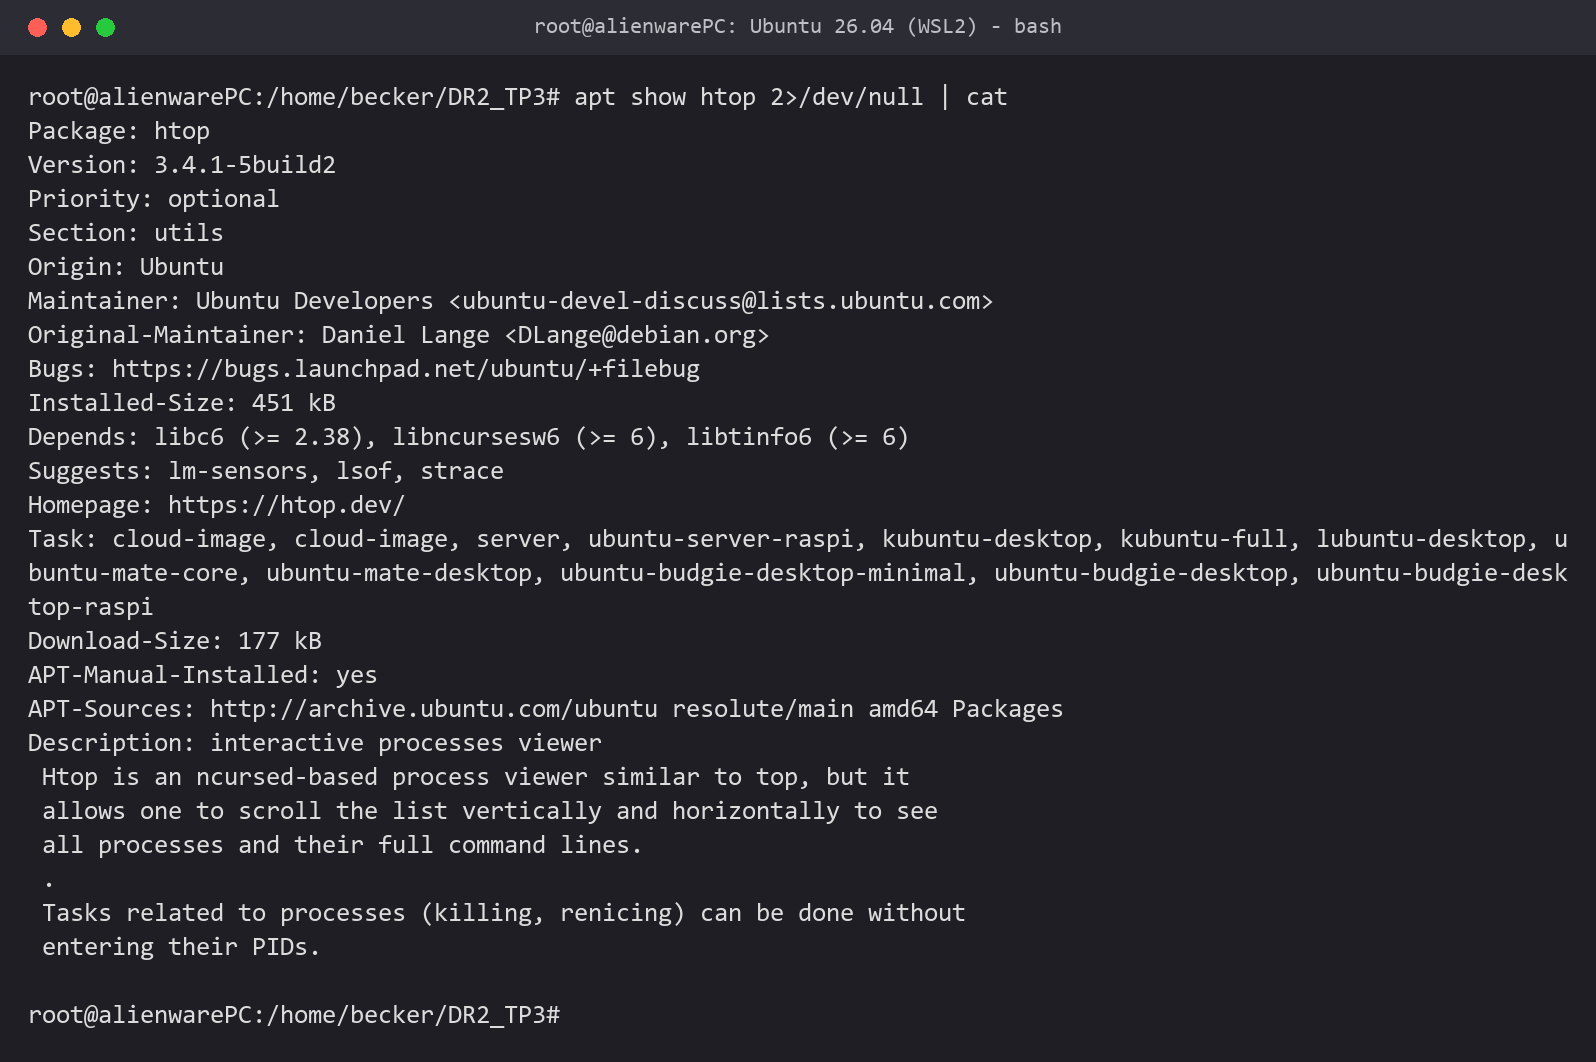 root@alienwarePC: Ubuntu 26.04 (WSL2) - bash
root@alienwarePC:/home/becker/DR2_TP3# apt show htop 2>/dev/null | cat
Package: htop
Version: 3.4.1-5build2
Priority: optional
Section: utils
Origin: Ubuntu
Maintainer: Ubuntu Developers <ubuntu-devel-discuss@lists.ubuntu.com>
Original-Maintainer: Daniel Lange <DLange@debian.org>
Bugs: https://bugs.launchpad.net/ubuntu/+filebug
Installed-Size: 451 kB
Depends: libc6 (>= 2.38), libncursesw6 (>= 6), libtinfo6 (>= 6)
Suggests: lm-sensors, lsof, strace
Homepage: https://htop.dev/
Task: cloud-image, cloud-image, server, ubuntu-server-raspi, kubuntu-desktop, kubuntu-full, lubuntu-desktop, u
buntu-mate-core, ubuntu-mate-desktop, ubuntu-budgie-desktop-minimal, ubuntu-budgie-desktop, ubuntu-budgie-desk
top-raspi
Download-Size: 177 kB
APT-Manual-Installed: yes
APT-Sources: http://archive.ubuntu.com/ubuntu resolute/main amd64 Packages
Description: interactive processes viewer
 Htop is an ncursed-based process viewer similar to top, but it
 allows one to scroll the list vertically and horizontally to see
 all processes and their full command lines.
 .
 Tasks related to processes (killing, renicing) can be done without
 entering their PIDs.

root@alienwarePC:/home/becker/DR2_TP3#